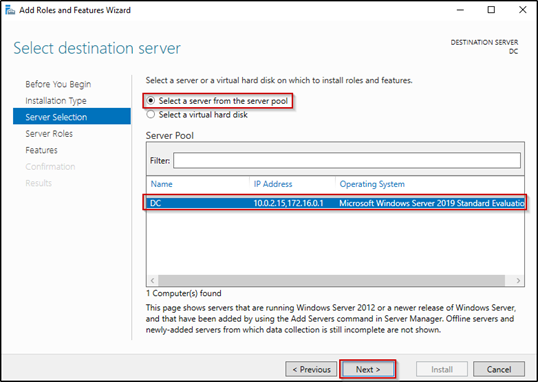 Add Roles and Features Wizard
Select destination server
DESTINATION SERVER
DC
Before You Begin
Installation Type
Server Selection
Server Roles
Features
Confirmation
Results
Select a server or a virtual hard disk on which to install roles and features.
Select a server from the server pool
Select a virtual hard disk
Server Pool
Filter:
Name IP Address Operating System
DC 10.0.2.15,172.16.0.1 Microsoft Windows Server 2019 Standard Evaluatio
1 Computer(s) found
This page shows servers that are running Windows Server 2012 or a newer release of Windows Server,
and that have been added by using the Add Servers command in Server Manager. Offline servers and
newly-added servers from which data collection is still incomplete are not shown.
< Previous Next > Install Cancel